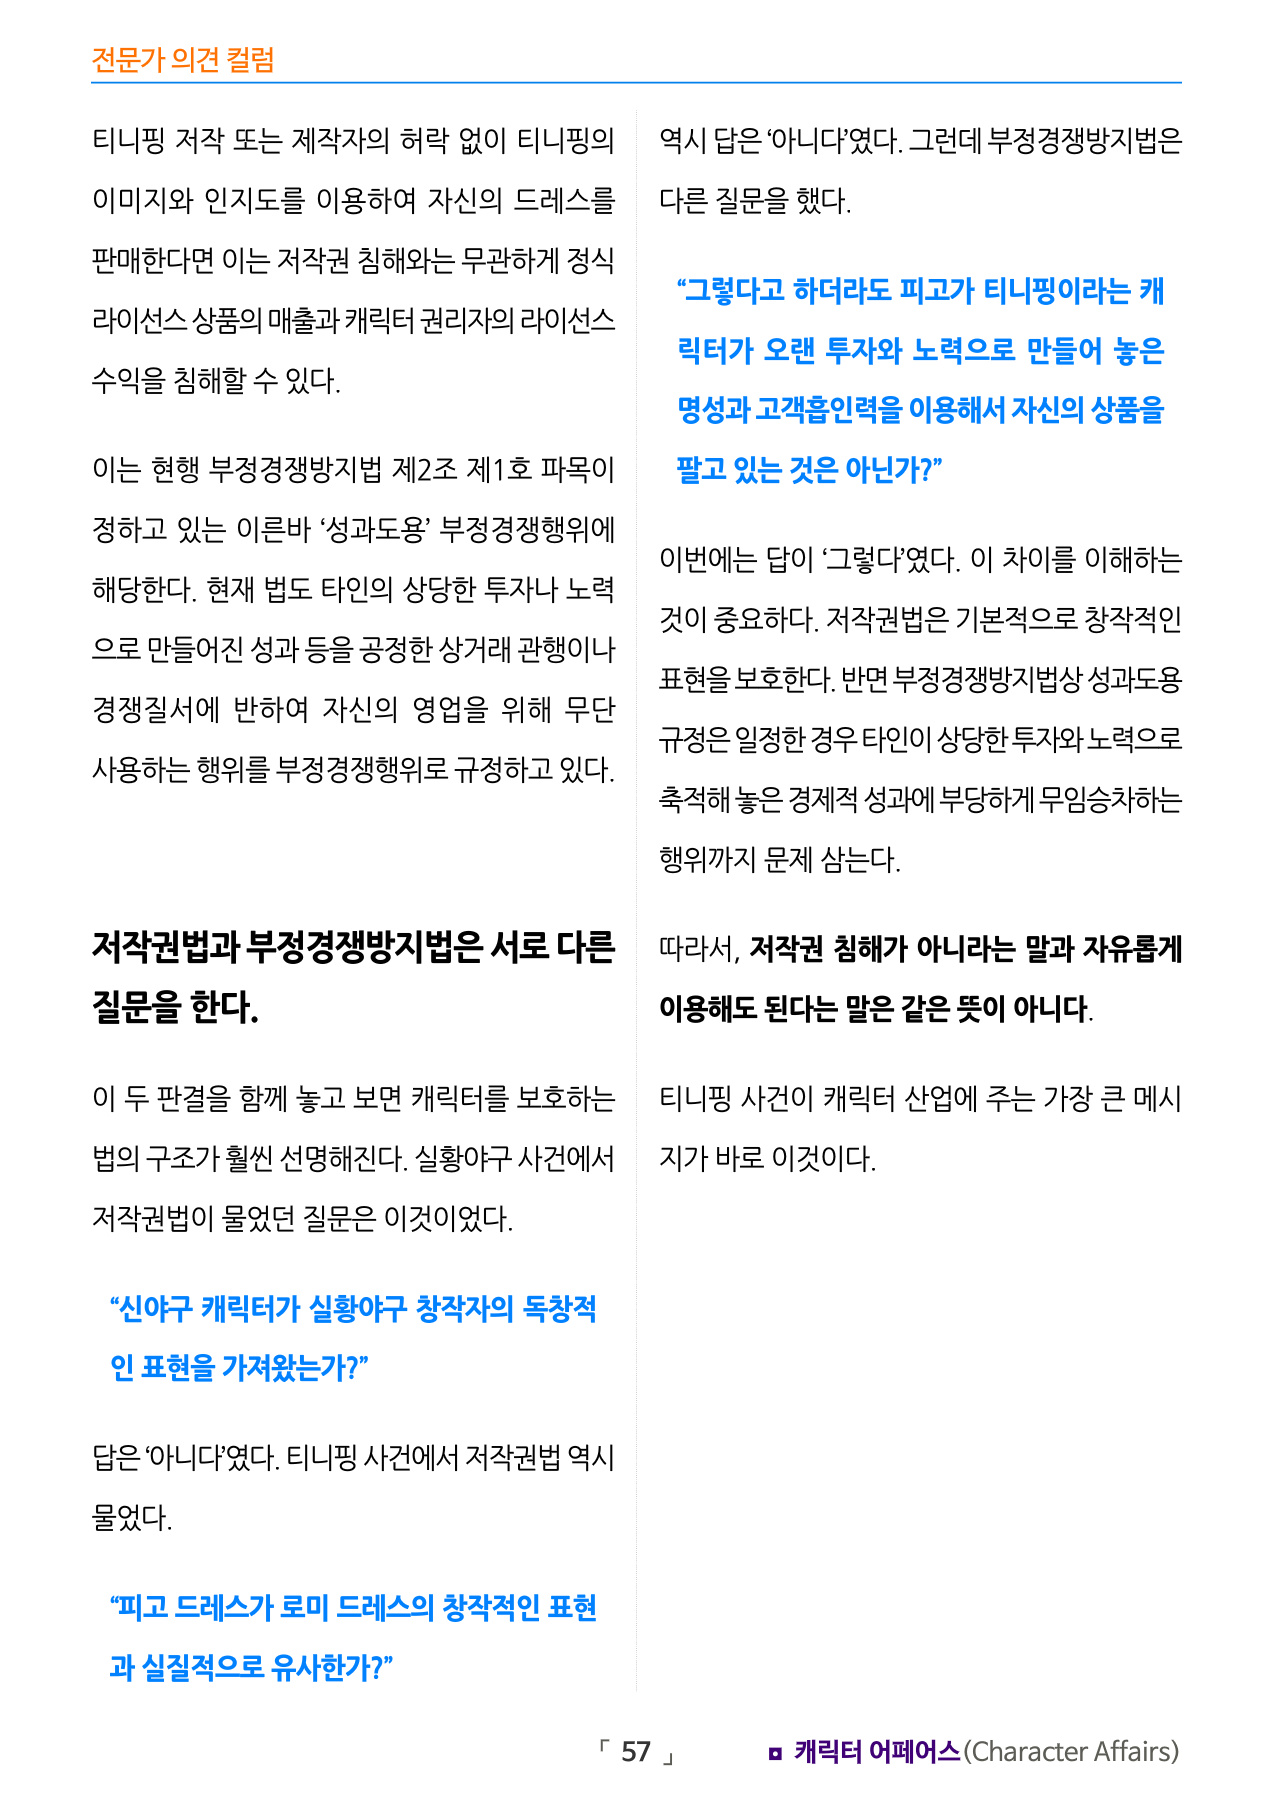 전문가 의견 컬럼
티니핑 저작 또는 제작자의 허락 없이 티니핑의
이미지와 인지도를 이용하여 자신의 드레스를
판매한다면 이는 저작권 침해와는 무관하게 정식
라이선스 상품의 매출과 캐릭터 권리자의 라이선스
수익을 침해할 수 있다.
이는 현행 부정경쟁방지법 제2조 제1호 파목이
정하고 있는 이른바 ‘성과도용’ 부정경쟁행위에
해당한다. 현재 법도 타인의 상당한 투자나 노력
으로 만들어진 성과 등을 공정한 상거래 관행이나
경쟁질서에 반하여 자신의 영업을 위해 무단
사용하는 행위를 부정경쟁행위로 규정하고 있다.
저작권법과 부정경쟁방지법은 서로 다른
질문을 한다.
이 두 판결을 함께 놓고 보면 캐릭터를 보호하는
법의 구조가 훨씬 선명해진다. 실황야구 사건에서
저작권법이 물었던 질문은 이것이었다.
“신야구 캐릭터가 실황야구 창작자의 독창적
인 표현을 가져왔는가?”
답은 ‘아니다’였다. 티니핑 사건에서 저작권법 역시
물었다.
“피고 드레스가 로미 드레스의 창작적인 표현
과 실질적으로 유사한가?”
역시 답은 ‘아니다’였다. 그런데 부정경쟁방지법은
다른 질문을 했다.
“그렇다고 하더라도 피고가 티니핑이라는 캐
릭터가 오랜 투자와 노력으로 만들어 놓은
명성과 고객흡인력을 이용해서 자신의 상품을
팔고 있는 것은 아닌가?”
이번에는 답이 ‘그렇다’였다. 이 차이를 이해하는
것이 중요하다. 저작권법은 기본적으로 창작적인
표현을 보호한다. 반면 부정경쟁방지법상 성과도용
규정은 일정한 경우 타인이 상당한 투자와 노력으로
축적해 놓은 경제적 성과에 부당하게 무임승차하는
행위까지 문제 삼는다.
따라서, 저작권 침해가 아니라는 말과 자유롭게
이용해도 된다는 말은 같은 뜻이 아니다.
티니핑 사건이 캐릭터 산업에 주는 가장 큰 메시
지가 바로 이것이다.
「 57 」
캐릭터 어페어스(Character Affairs)